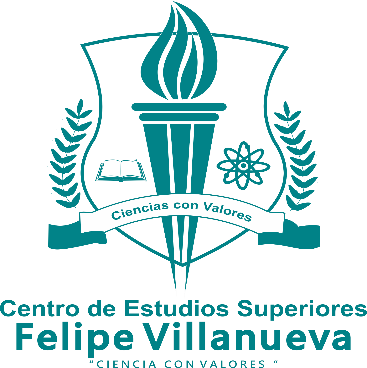 Ciencias con Valores
Centro de Estudios Superiores
Felipe Villanueva
"CIENCIA CON VALORES "